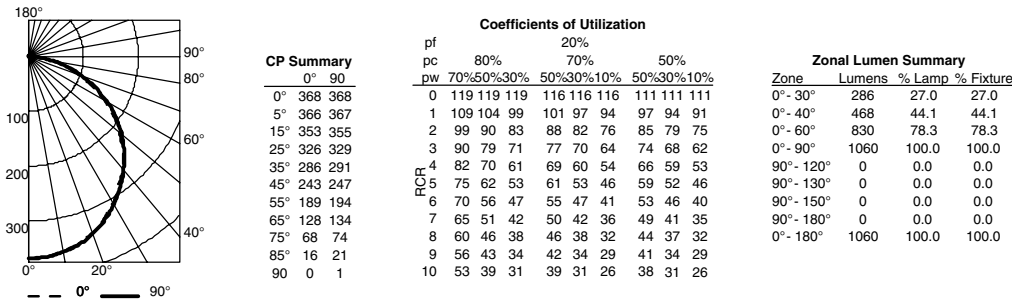 180°
90°
80°
100
60°
200
40°
300
0° 20°
0° 90°
CP Summary
0° 90
0° 368 368
5° 366 367
15° 353 355
25° 326 329
35° 286 291
45° 243 247
55° 189 194
65° 128 134
75° 68 74
85° 16 21
90 0 1
Coefficients of Utilization
pf 20%
pc 80% 70% 50%
pw 70%50%30% 50%30%10% 50%30%10%
RCR
0 119 119 119 116 116 116 111 111 111
1 109 104 99 101 97 94 97 94 91
2 99 90 83 88 82 76 85 79 75
3 90 79 71 77 70 64 74 68 62
4 82 70 61 69 60 54 66 59 53
5 75 62 53 61 53 46 59 52 46
6 70 56 47 55 47 41 53 46 40
7 65 51 42 50 42 36 49 41 35
8 60 46 38 46 38 32 44 37 32
9 56 43 34 42 34 29 41 34 29
10 53 39 31 39 31 26 38 31 26
Zonal Lumen Summary
Zone Lumens % Lamp % Fixture
0°- 30° 286 27.0 27.0
0°- 40° 468 44.1 44.1
0°- 60° 830 78.3 78.3
0°- 90° 1060 100.0 100.0
90°- 120° 0 0.0 0.0
90°- 130° 0 0.0 0.0
90°- 150° 0 0.0 0.0
90°- 180° 0 0.0 0.0
0°- 180° 1060 100.0 100.0